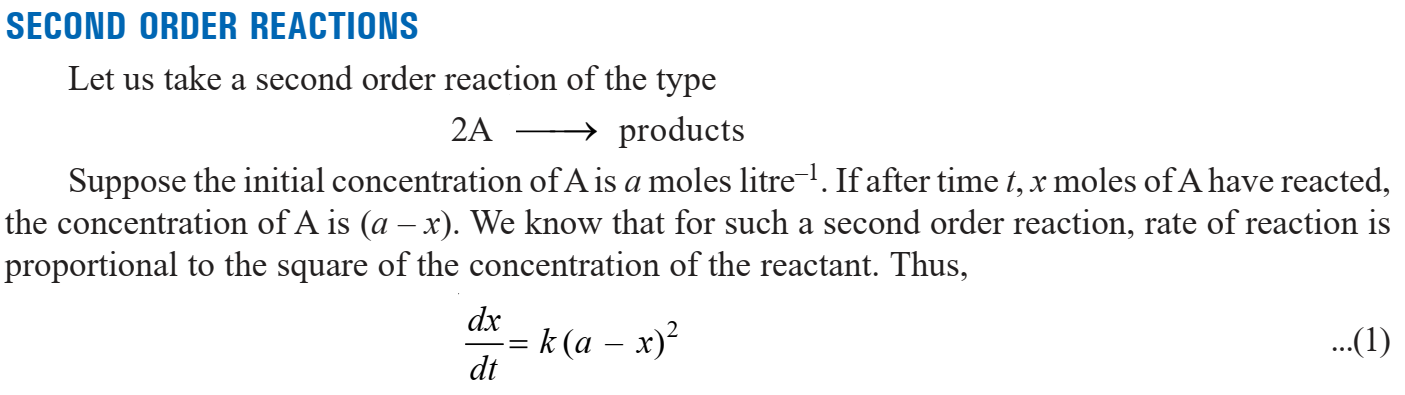 SECOND ORDER REACTIONS
Let us take a second order reaction of the type
2A ⟶ products
Suppose the initial concentration of A is a moles litre⁻¹. If after time t, x moles of A have reacted,
the concentration of A is (a – x). We know that for such a second order reaction, rate of reaction is
proportional to the square of the concentration of the reactant. Thus,
dx/dt = k (a – x)² ...(1)